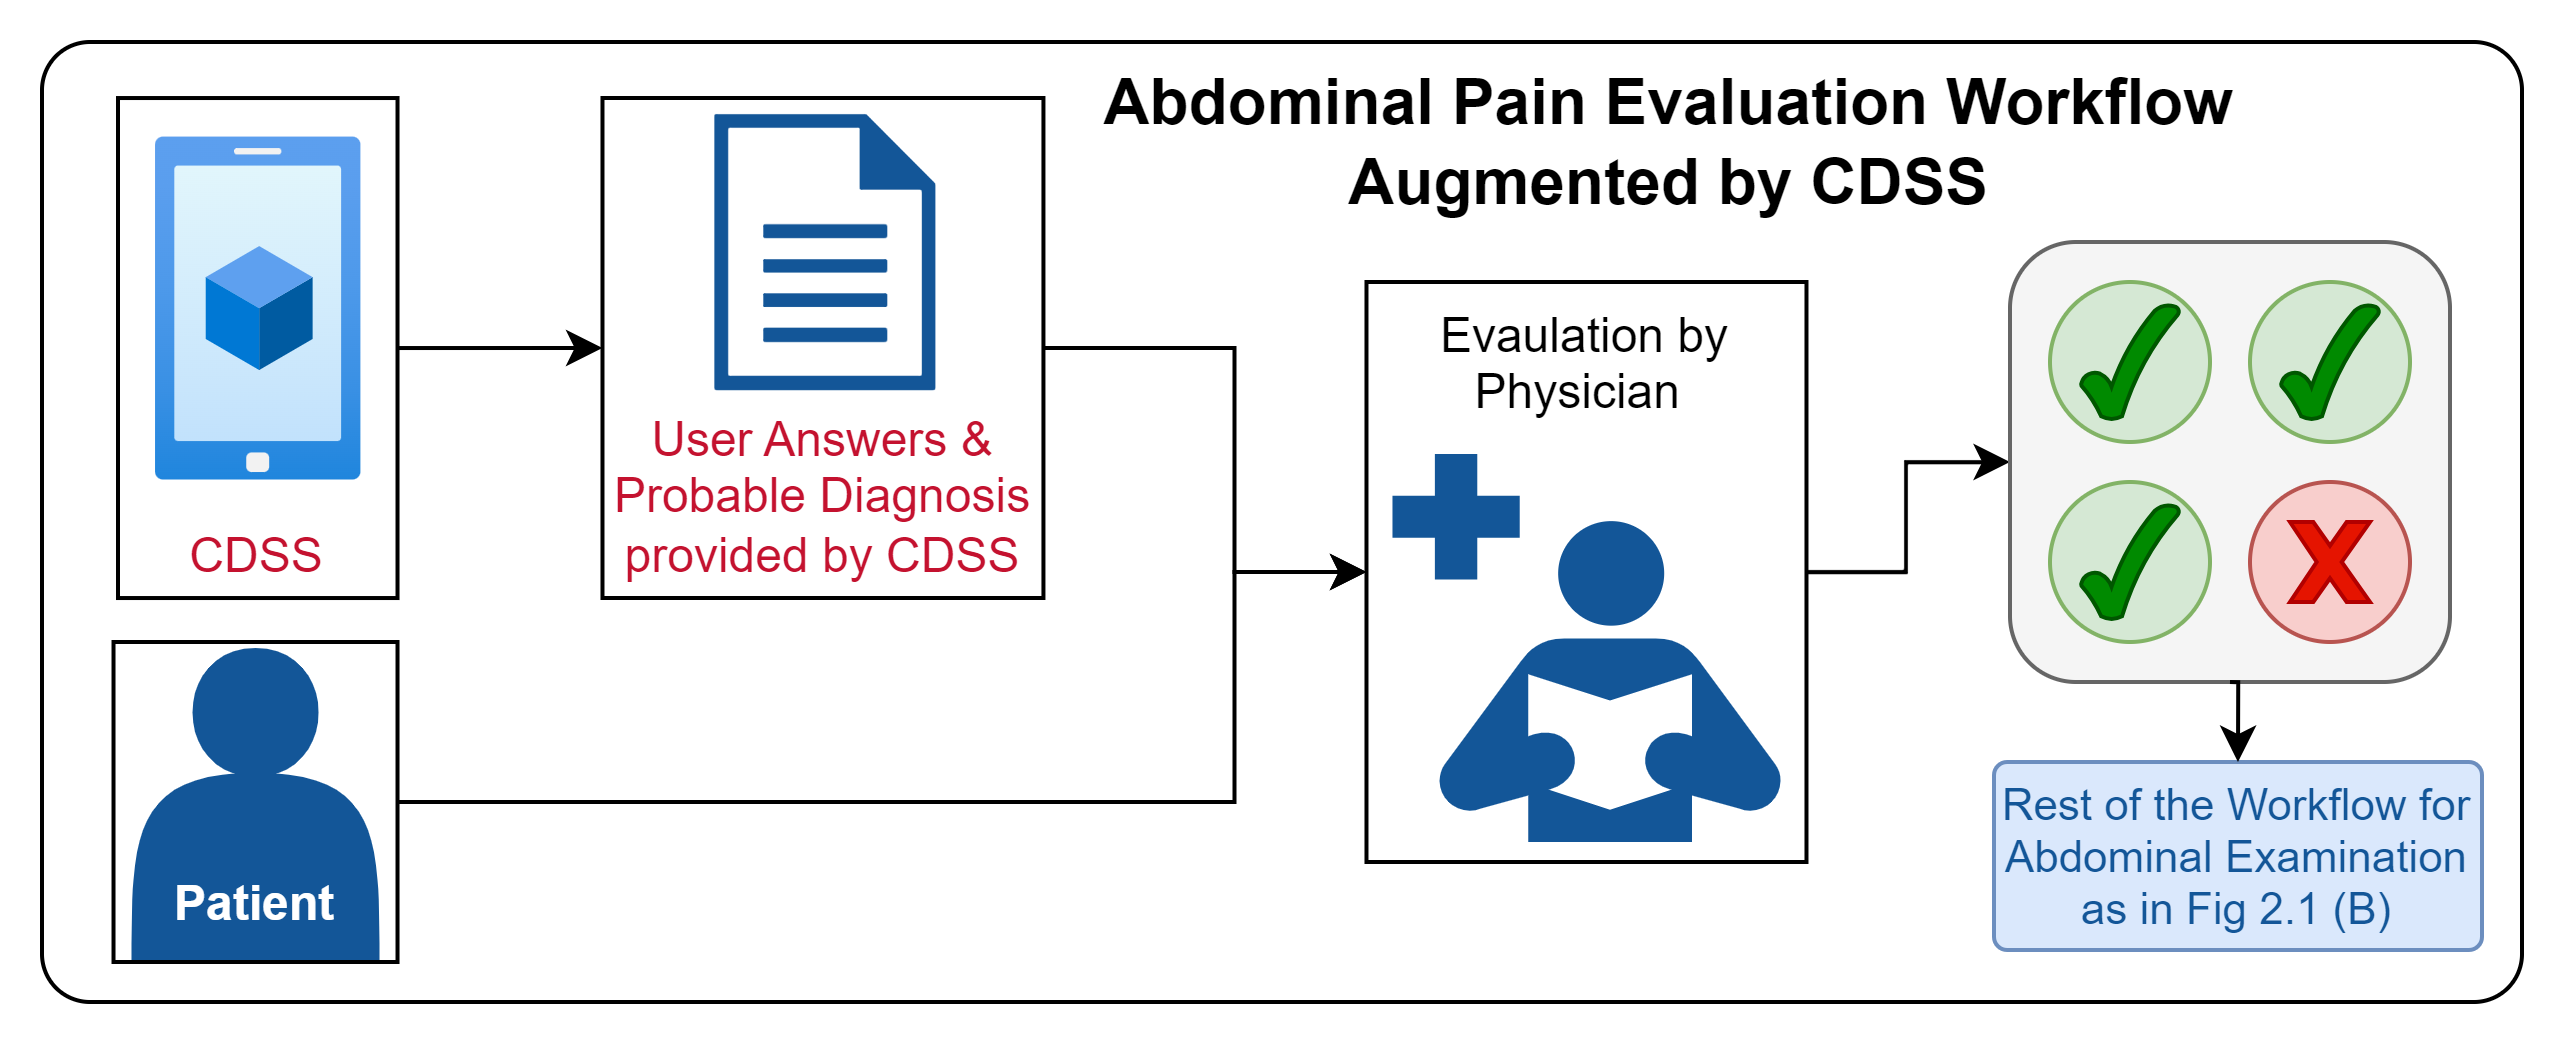 Abdominal Pain Evaluation Workflow
Augmented by CDSS
CDSS
User Answers &
Probable Diagnosis
provided by CDSS
Patient
Evaulation by
Physician
X
Rest of the Workflow for
Abdominal Examination
as in Fig 2.1 (B)